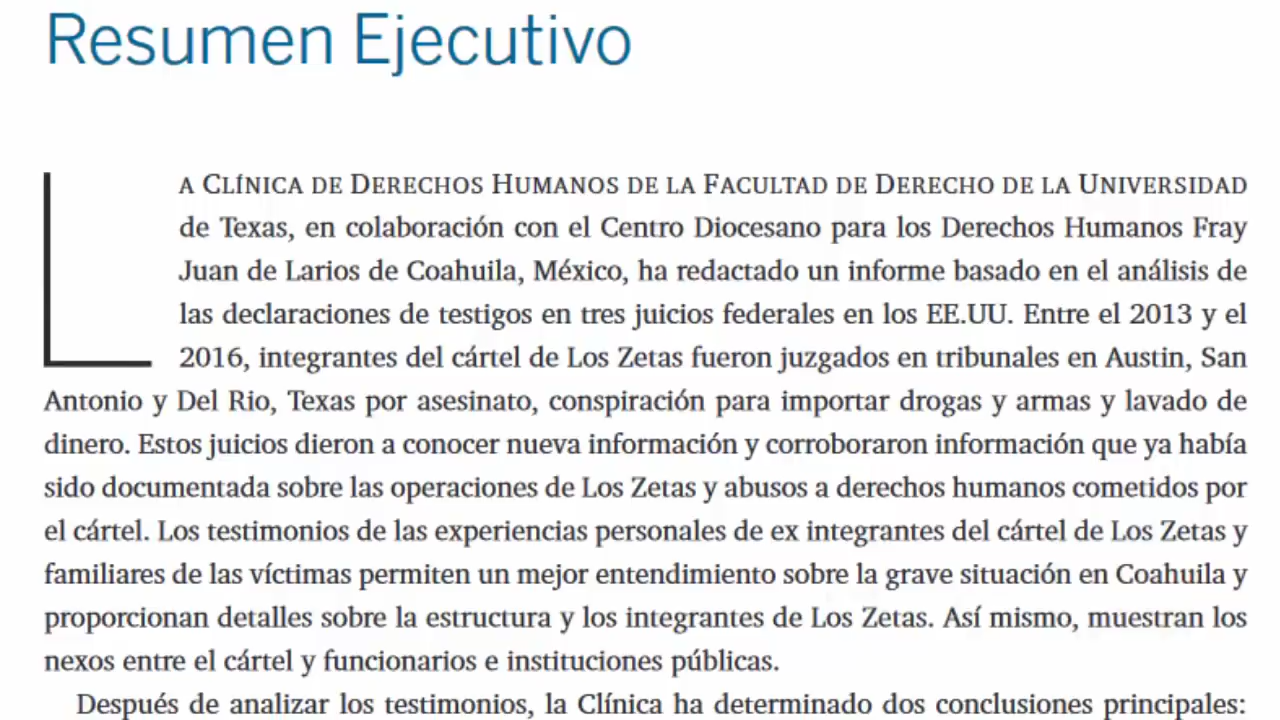 Resumen Ejecutivo
LA CLÍNICA DE DERECHOS HUMANOS DE LA FACULTAD DE DERECHO DE LA UNIVERSIDAD
de Texas, en colaboración con el Centro Diocesano para los Derechos Humanos Fray
Juan de Larios de Coahuila, México, ha redactado un informe basado en el análisis de
las declaraciones de testigos en tres juicios federales en los EE.UU. Entre el 2013 y el
2016, integrantes del cártel de Los Zetas fueron juzgados en tribunales en Austin, San
Antonio y Del Rio, Texas por asesinato, conspiración para importar drogas y armas y lavado de
dinero. Estos juicios dieron a conocer nueva información y corroboraron información que ya había
sido documentada sobre las operaciones de Los Zetas y abusos a derechos humanos cometidos por
el cártel. Los testimonios de las experiencias personales de ex integrantes del cártel de Los Zetas y
familiares de las víctimas permiten un mejor entendimiento sobre la grave situación en Coahuila y
proporcionan detalles sobre la estructura y los integrantes de Los Zetas. Así mismo, muestran los
nexos entre el cártel y funcionarios e instituciones públicas.
Después de analizar los testimonios, la Clínica ha determinado dos conclusiones principales: